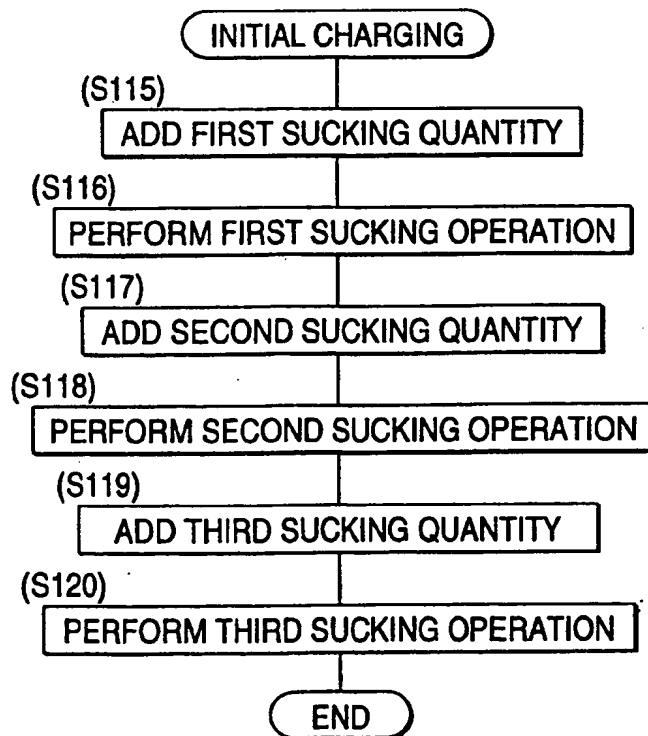 INITIAL CHARGING
(S115)
ADD FIRST SUCKING QUANTITY
(S116)
PERFORM FIRST SUCKING OPERATION
(S117)
ADD SECOND SUCKING QUANTITY
(S118)
PERFORM SECOND SUCKING OPERATION
(S119)
ADD THIRD SUCKING QUANTITY
(S120)
PERFORM THIRD SUCKING OPERATION
END